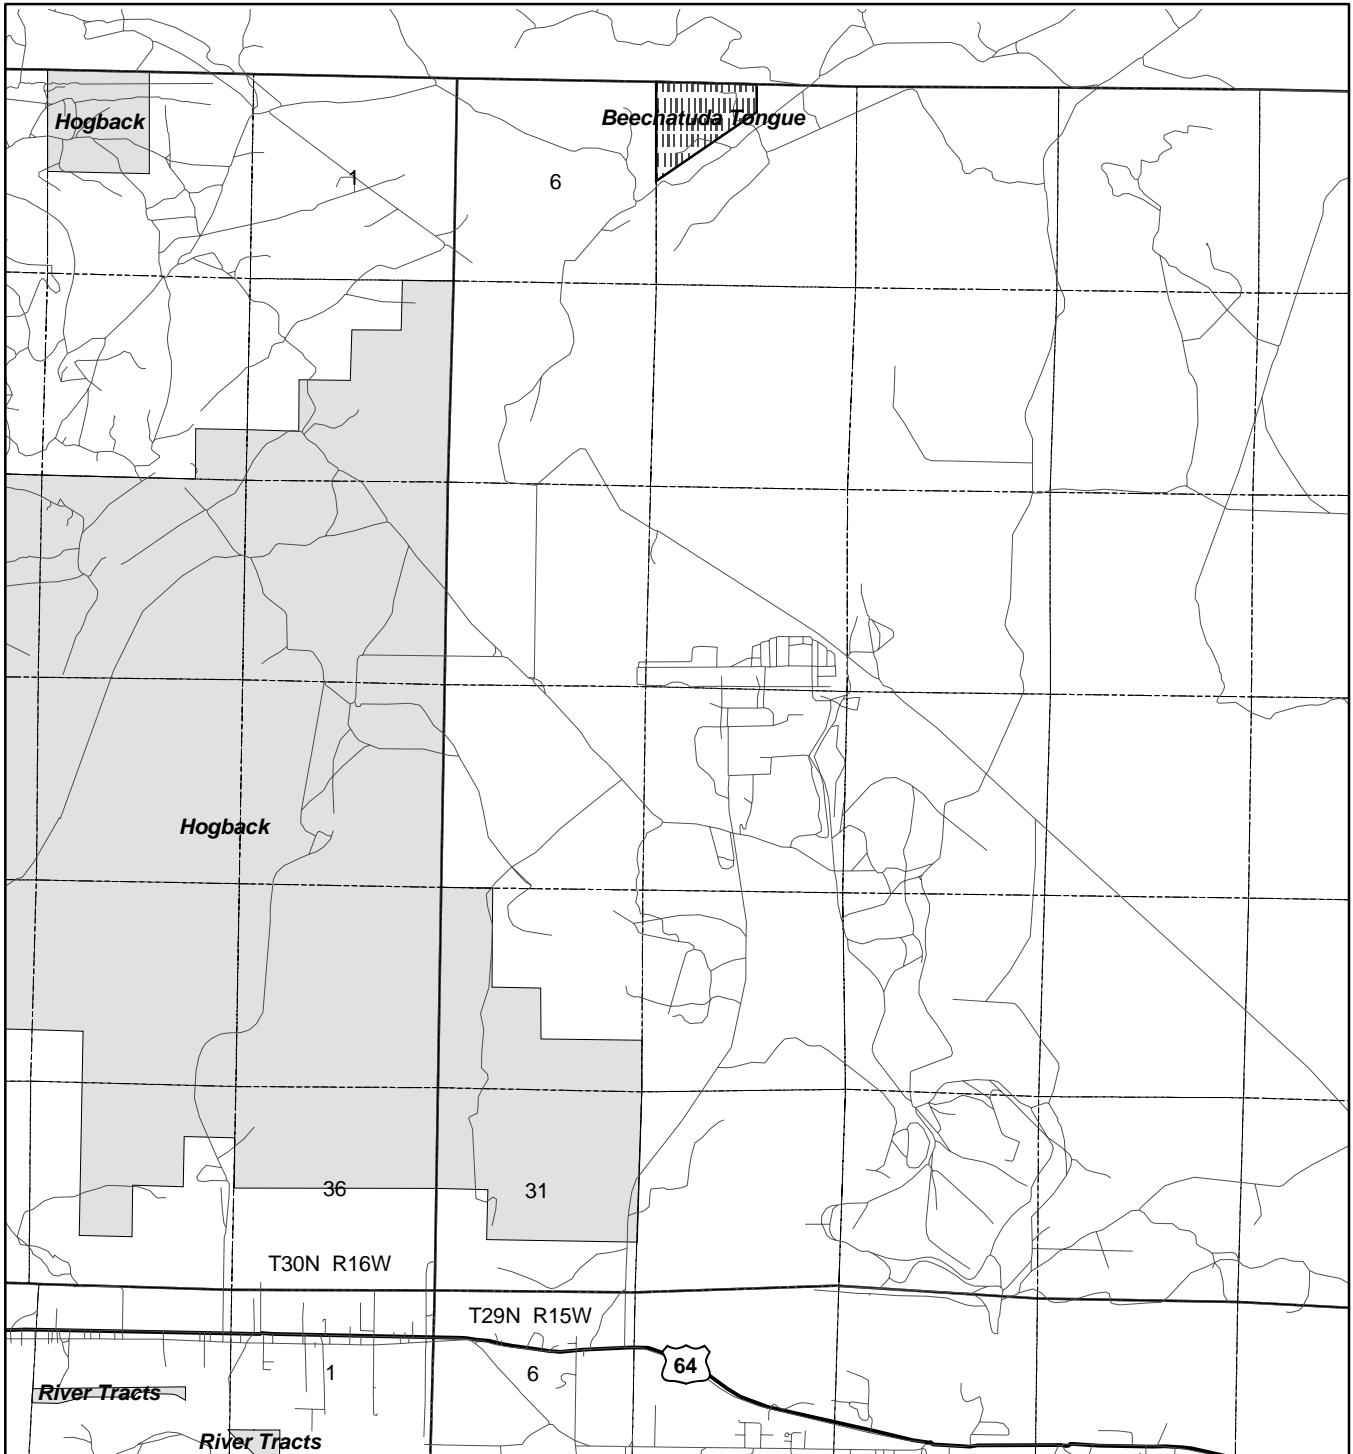 Hogback
Beechatuda Tongue
1
6
Hogback
36
31
T30N R16W
T29N R15W
64
1
6
River Tracts
River Tracts